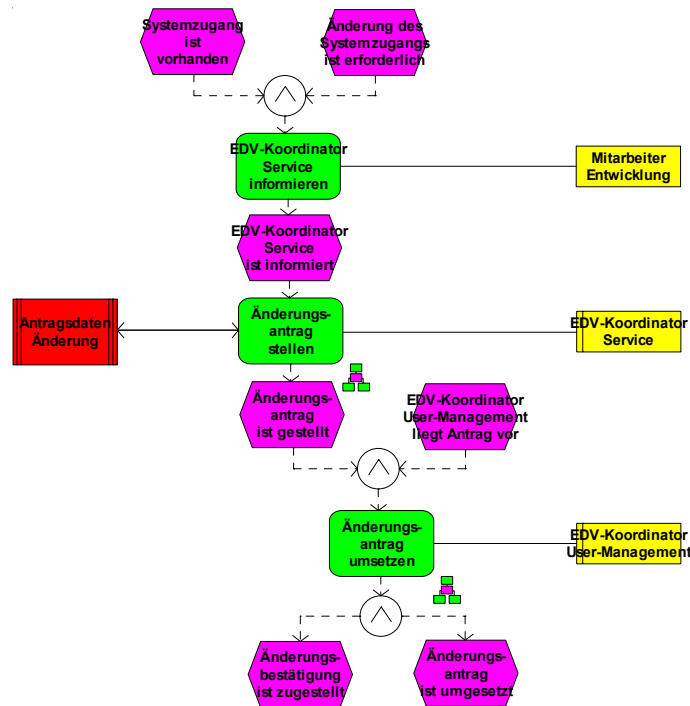 Systemzugang
ist
vorhanden
Änderung des
Systemzugangs
ist erforderlich
EDV-Koordinator
Service
informieren
Mitarbeiter
Entwicklung
EDV-Koordinator
Service
ist informiert
Antragsdaten
Änderung
Änderungs-
antrag
stellen
EDV-Koordinator
Service
Änderungs-
antrag
ist gestellt
EDV-Koordinator
User-Management
liegt Antrag vor
Änderungs-
antrag
umsetzen
EDV-Koordinator
User-Management
Änderungs-
bestätigung
ist zugestellt
Änderungs-
antrag
ist umgesetzt